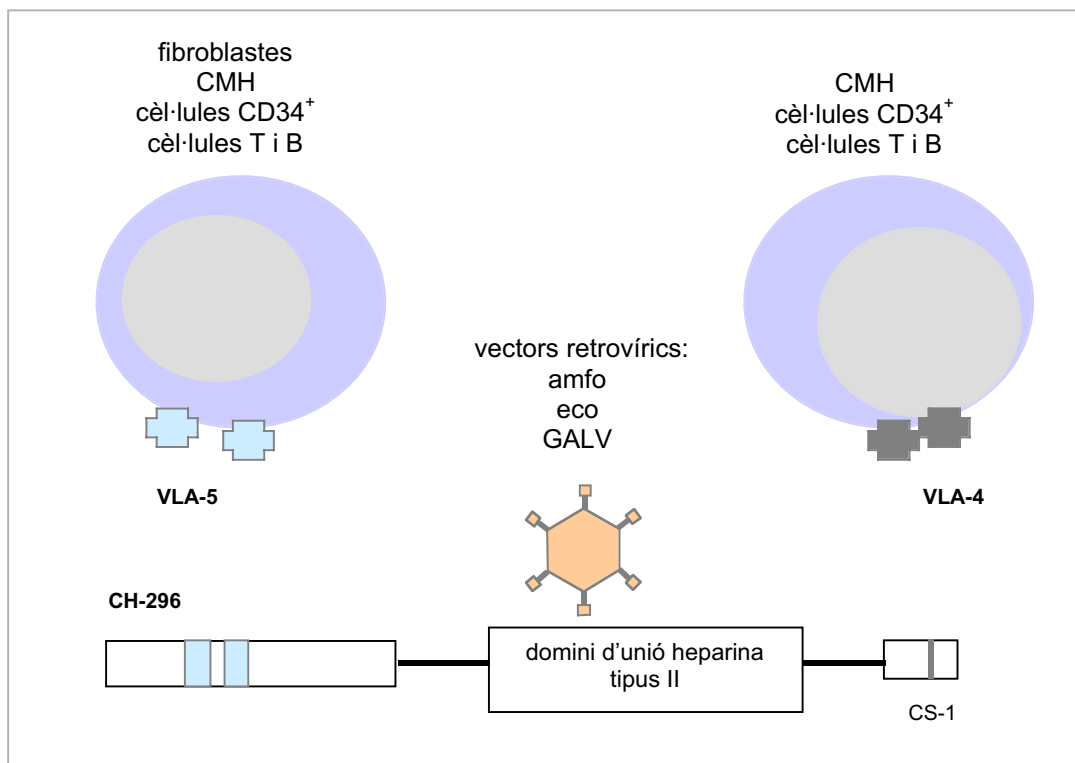 fibroblastes
CMH
cèl·lules CD34⁺
cèl·lules T i B
CMH
cèl·lules CD34⁺
cèl·lules T i B
vectors retrovírics:
amfo
eco
GALV
VLA-5
VLA-4
CH-296
domini d'unió heparina
tipus II
CS-1